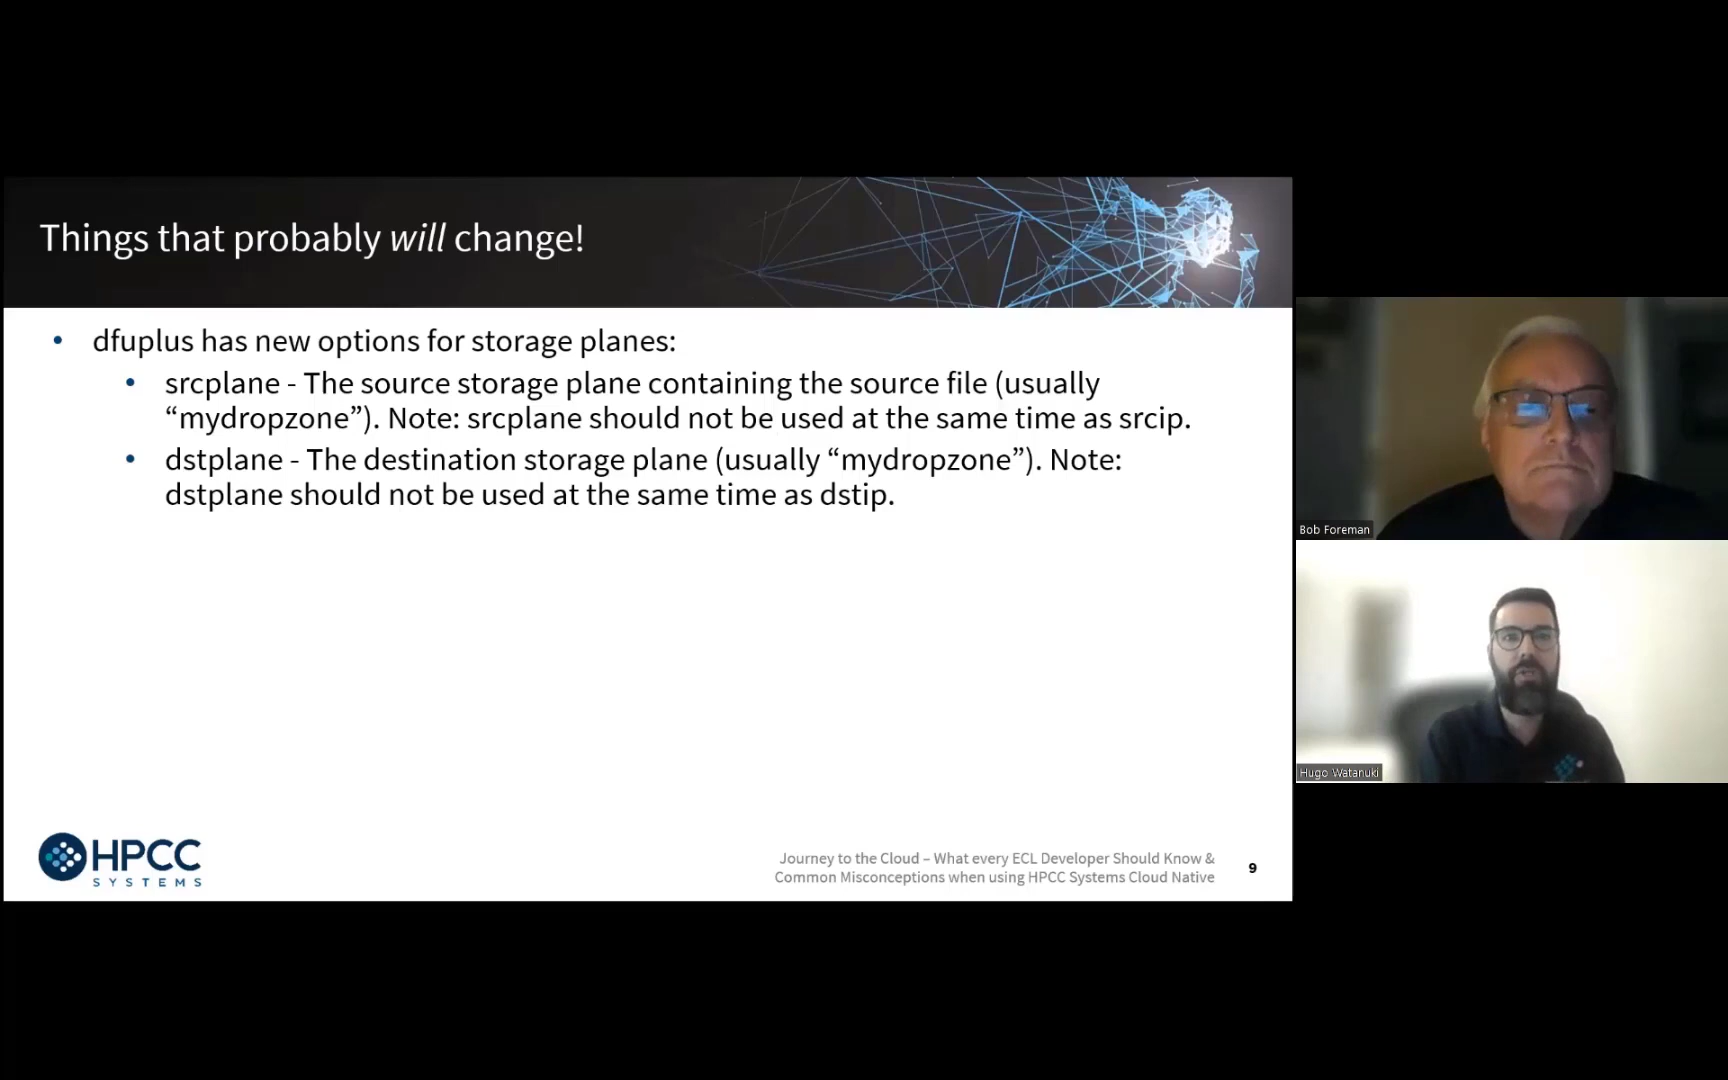 Things that probably will change!
• dfuplus has new options for storage planes:
• srcplane - The source storage plane containing the source file (usually
“mydropzone”). Note: srcplane should not be used at the same time as srcip.
• dstplane - The destination storage plane (usually “mydropzone”). Note:
dstplane should not be used at the same time as dstip.
HPCC
SYSTEMS
Journey to the Cloud – What every ECL Developer Should Know &
Common Misconceptions when using HPCC Systems Cloud Native
9
Bob Foreman
Hugo Watanuki